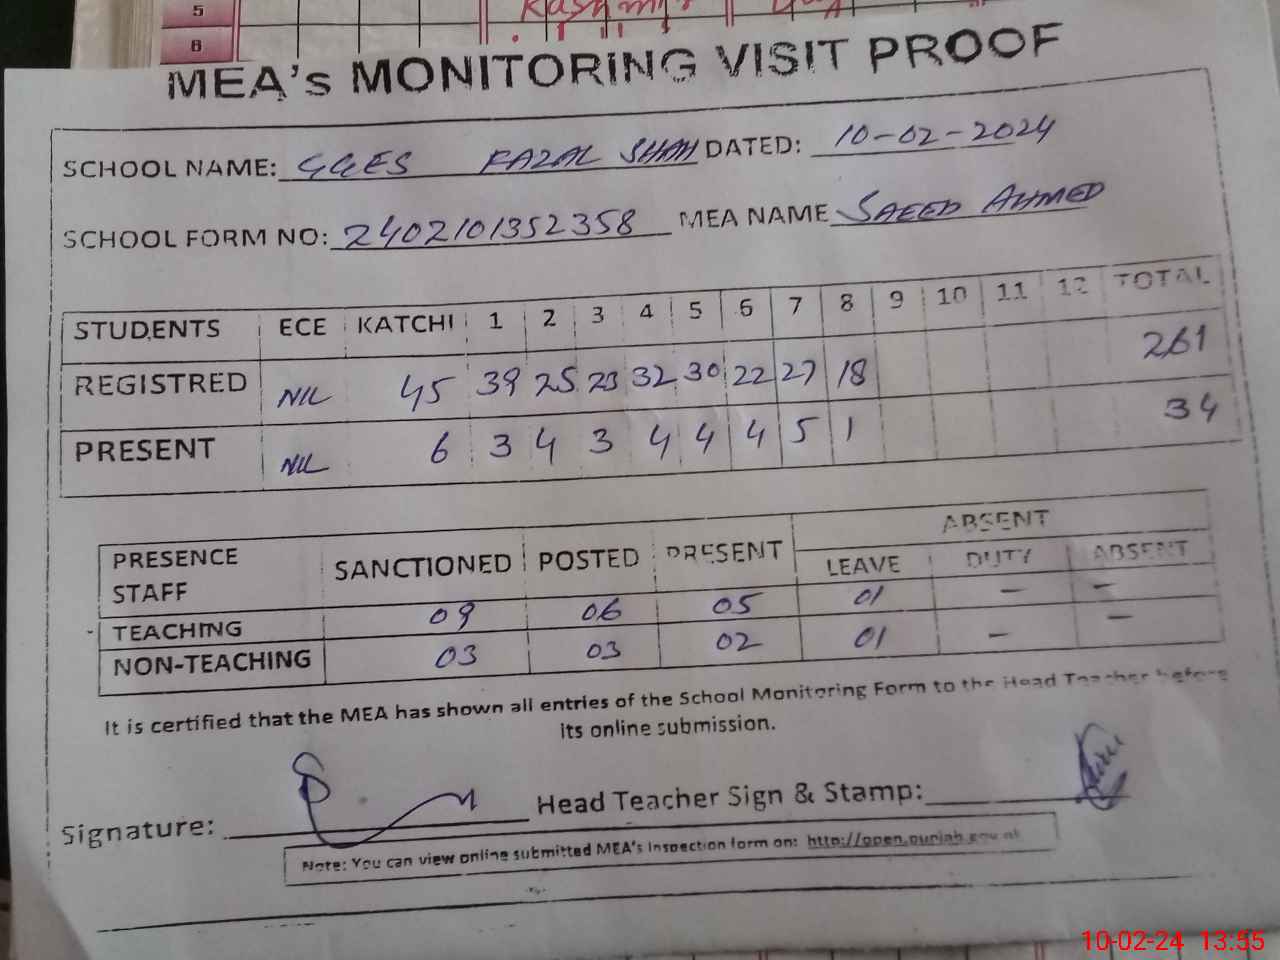 5
6
Kashmir
MEA's MONITORING VISIT PROOF
SCHOOL NAME: GGES FAZAL SHAH DATED: 10-02-2024
SCHOOL FORM NO: 2402101352358 MEA NAME SAEED AHMED
STUDENTS ECE KATCHI 1 2 3 4 5 6 7 8 9 10 11 12 TOTAL
REGISTRED NIL 45 39 25 23 32 30 22 27 18 261
PRESENT NIL 6 3 4 3 4 4 4 5 1 34
ABSENT
PRESENCE STAFF SANCTIONED POSTED PRESENT LEAVE DUTY ABSENT
TEACHING 09 06 05 01 — —
NON-TEACHING 03 03 02 01 — —
It is certified that the MEA has shown all entries of the School Monitoring Form to the Head Teacher before
its online submission.
Signature: Head Teacher Sign & Stamp:
Note: You can view online submitted MEA's Inspection form on: http://open.punjab.gov.pk
10-02-24 13:55